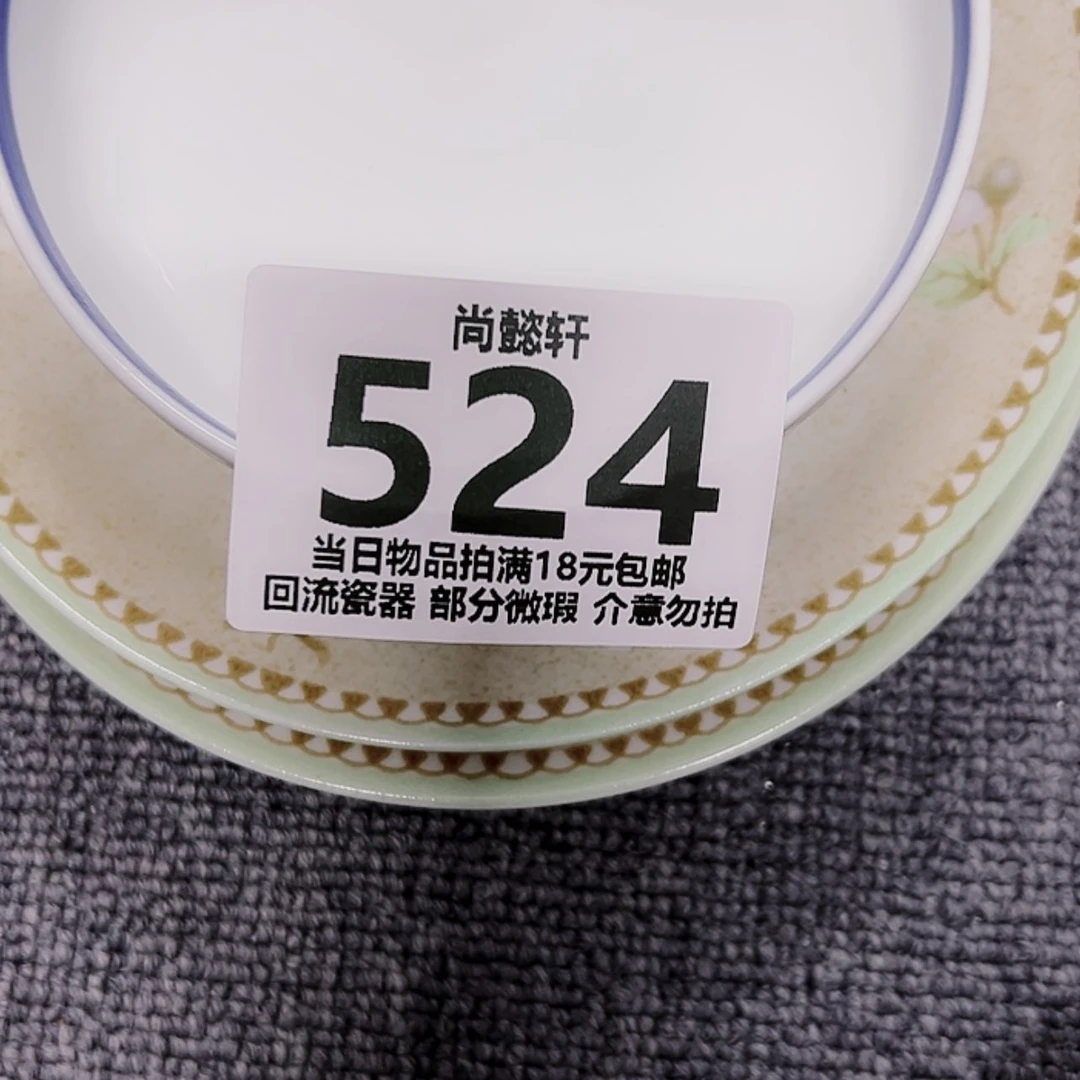 尚懿轩
524
当日物品拍满18元包邮
回流瓷器 部分微瑕 介意勿拍